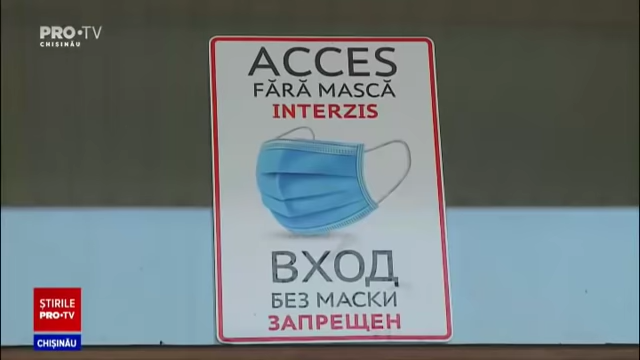 PRO•TV
CHIȘINĂU
ACCES
FĂRĂ MASCĂ
INTERZIS
ВХОД
БЕЗ МАСКИ
ЗАПРЕЩЕН
ȘTIRILE
PRO•TV
CHIȘINĂU